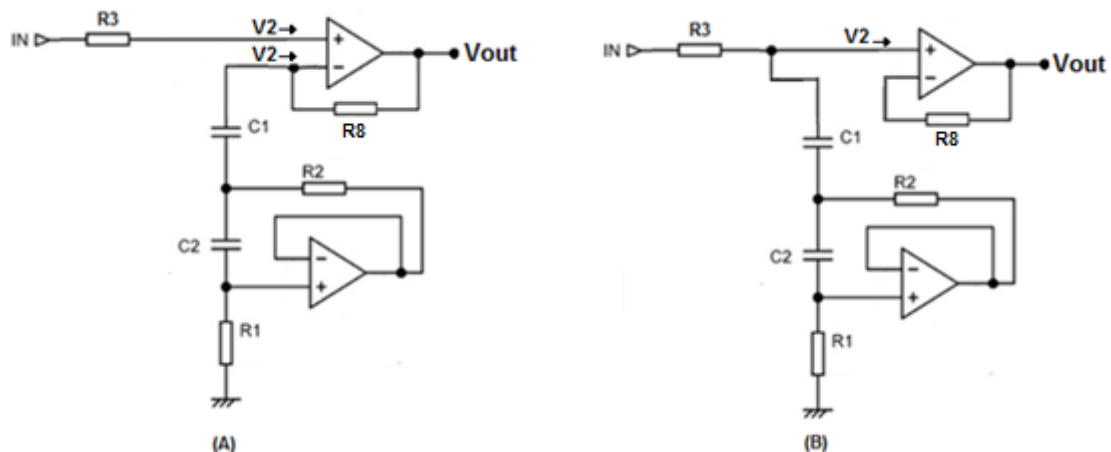 R3
IN
V2
V2
+
−
Vout
R8
C1
R2
C2
−
+
R1
(A)
R3
IN
V2
+
−
Vout
R8
C1
R2
C2
−
+
R1
(B)